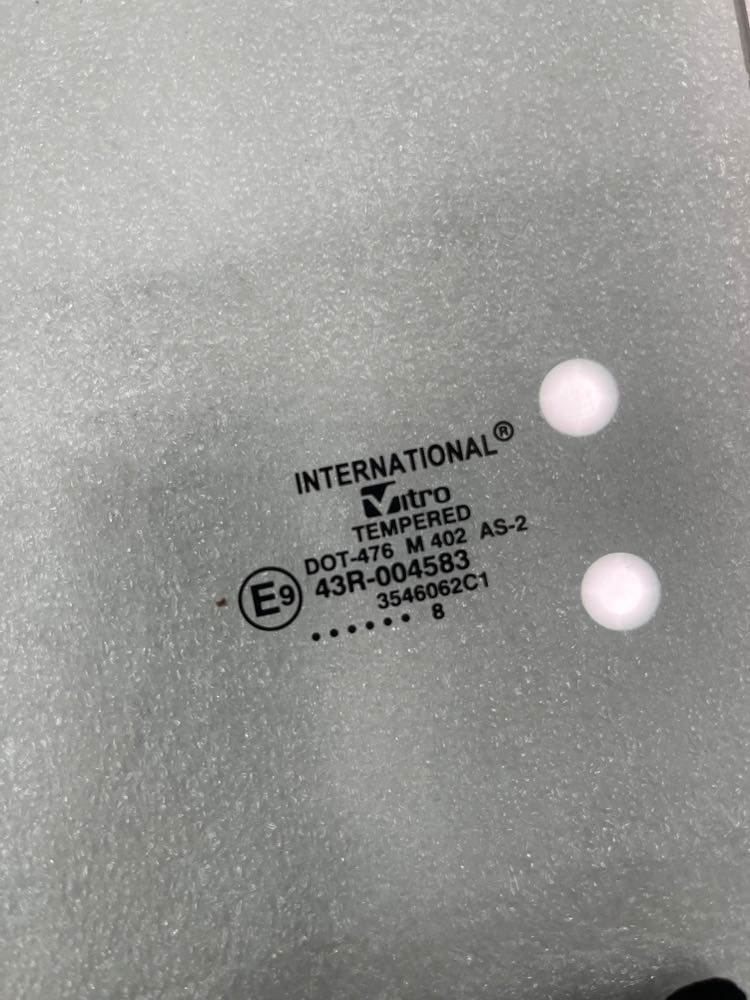 INTERNATIONAL®
Vitro
TEMPERED
DOT-476 M 402 AS-2
E9 43R-004583
3546062C1
...... 8